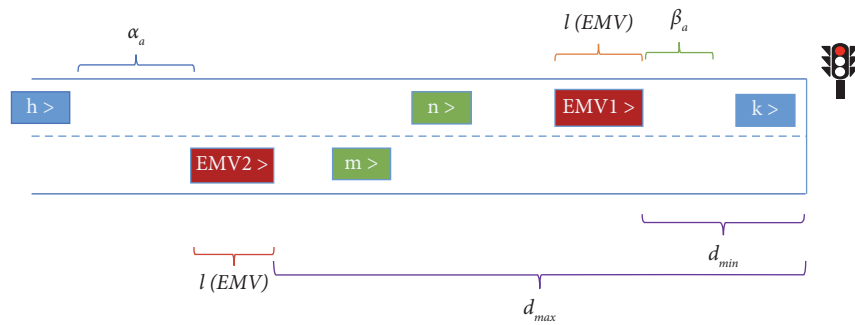 α_a
l (EMV)
β_a
h >
n >
EMV1 >
k >
EMV2 >
m >
d_min
l (EMV)
d_max